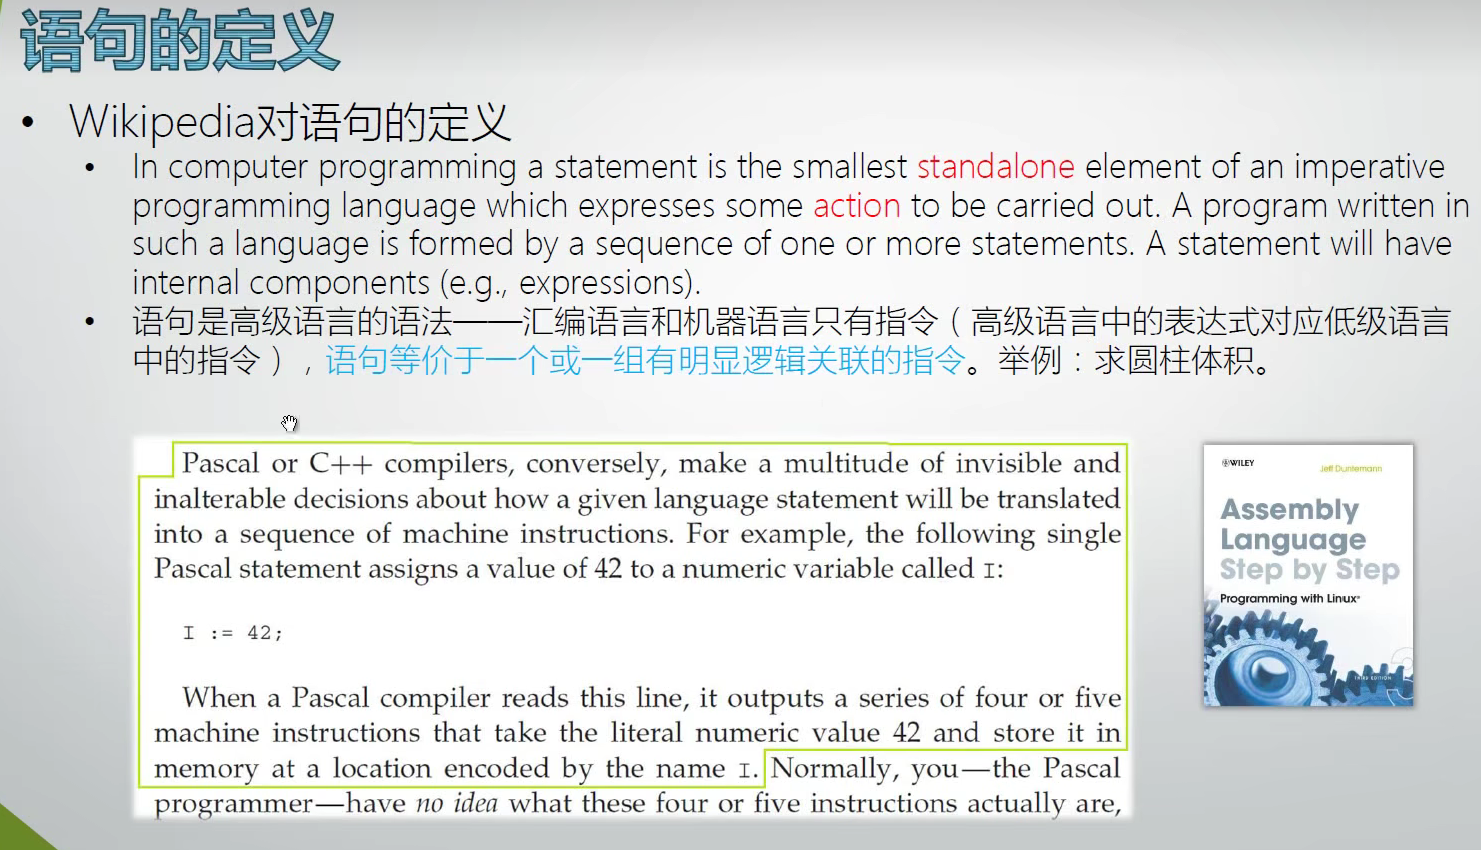 语句的定义
• Wikipedia对语句的定义
• In computer programming a statement is the smallest standalone element of an imperative
programming language which expresses some action to be carried out. A program written in
such a language is formed by a sequence of one or more statements. A statement will have
internal components (e.g., expressions).
• 语句是高级语言的语法——汇编语言和机器语言只有指令（高级语言中的表达式对应低级语言
中的指令），语句等价于一个或一组有明显逻辑关联的指令。举例：求圆柱体积。
Pascal or C++ compilers, conversely, make a multitude of invisible and
inalterable decisions about how a given language statement will be translated
into a sequence of machine instructions. For example, the following single
Pascal statement assigns a value of 42 to a numeric variable called I:
I := 42;
When a Pascal compiler reads this line, it outputs a series of four or five
machine instructions that take the literal numeric value 42 and store it in
memory at a location encoded by the name I. Normally, you—the Pascal
programmer—have no idea what these four or five instructions actually are,
WILEY
Jeff Duntemann
Assembly
Language
Step by Step
Programming with Linux®
THIRD EDITION
3